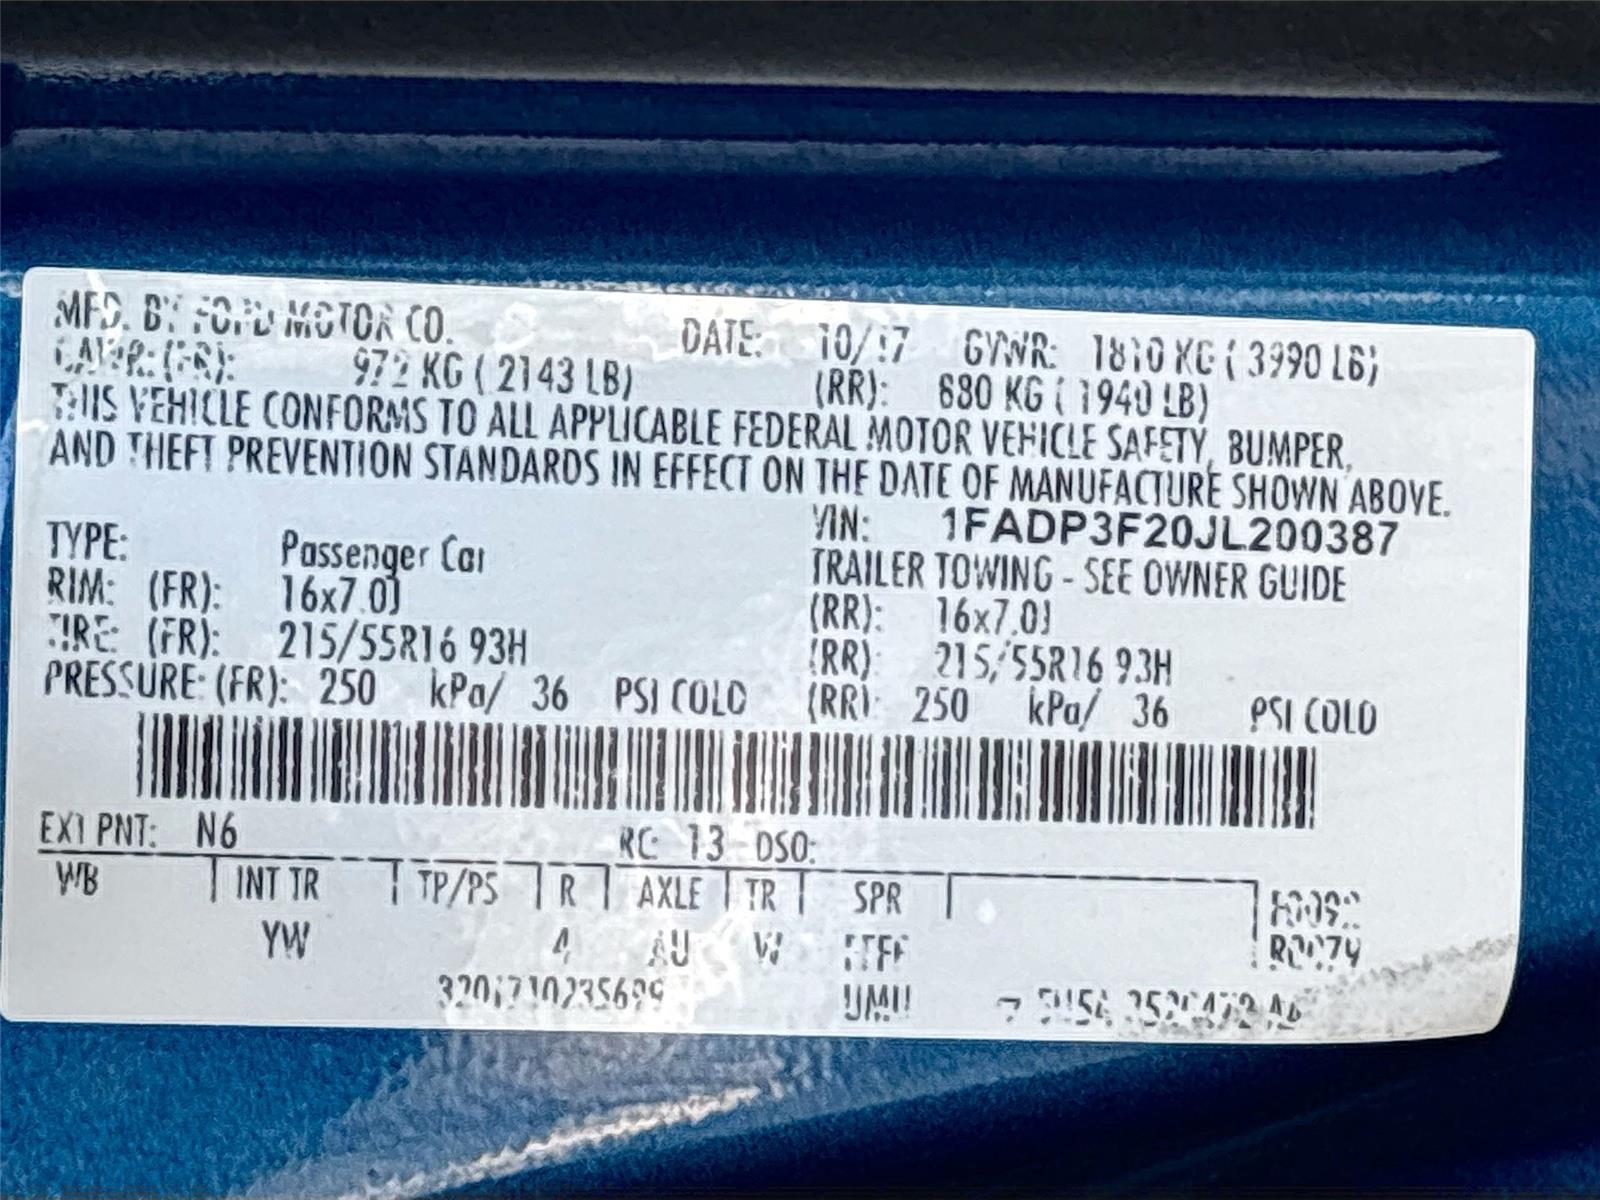 MFD. BY FORD MOTOR CO. DATE: 10/17 GVWR: 1810 KG ( 3990 LB)
GAWR: (FR): 972 KG ( 2143 LB) (RR): 880 KG ( 1940 LB)
THIS VEHICLE CONFORMS TO ALL APPLICABLE FEDERAL MOTOR VEHICLE SAFETY, BUMPER,
AND THEFT PREVENTION STANDARDS IN EFFECT ON THE DATE OF MANUFACTURE SHOWN ABOVE.
VIN: 1FADP3F20JL200387
TYPE: Passenger Car TRAILER TOWING - SEE OWNER GUIDE
RIM: (FR): 16x7.0J (RR): 16x7.0J
TIRE: (FR): 215/55R16 93H (RR): 215/55R16 93H
PRESSURE: (FR): 250 kPa/ 36 PSI COLD (RR): 250 kPa/ 36 PSI COLD
EXT PNT: N6 RC: 13 DSO:
WB INT TR TP/PS R AXLE TR SPR
YW 4 AU W
UMU